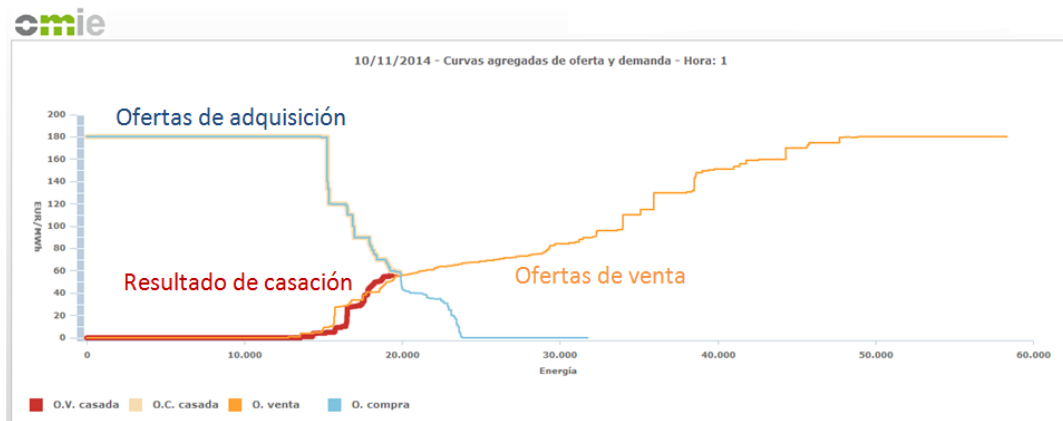 omie
10/11/2014 - Curvas agregadas de oferta y demanda - Hora: 1
Ofertas de adquisición
Resultado de casación
Ofertas de venta
EUR/MWh
200
180
160
140
120
100
80
60
40
20
0
0 10.000 20.000 30.000 40.000 50.000 60.000
Energía
O.V. casada O.C. casada O. venta O. compra